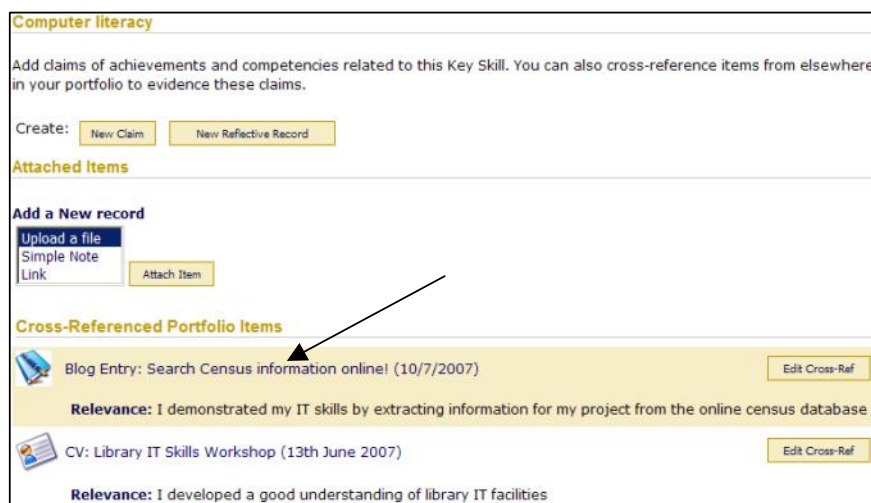 Computer literacy
Add claims of achievements and competencies related to this Key Skill. You can also cross-reference items from elsewhere
in your portfolio to evidence these claims.
Create: New Claim New Reflective Record
Attached Items
Add a New record
Upload a file
Simple Note
Link Attach Item
Cross-Referenced Portfolio Items
Blog Entry: Search Census information online! (10/7/2007) Edit Cross-Ref
Relevance: I demonstrated my IT skills by extracting information for my project from the online census database
CV: Library IT Skills Workshop (13th June 2007) Edit Cross-Ref
Relevance: I developed a good understanding of library IT facilities